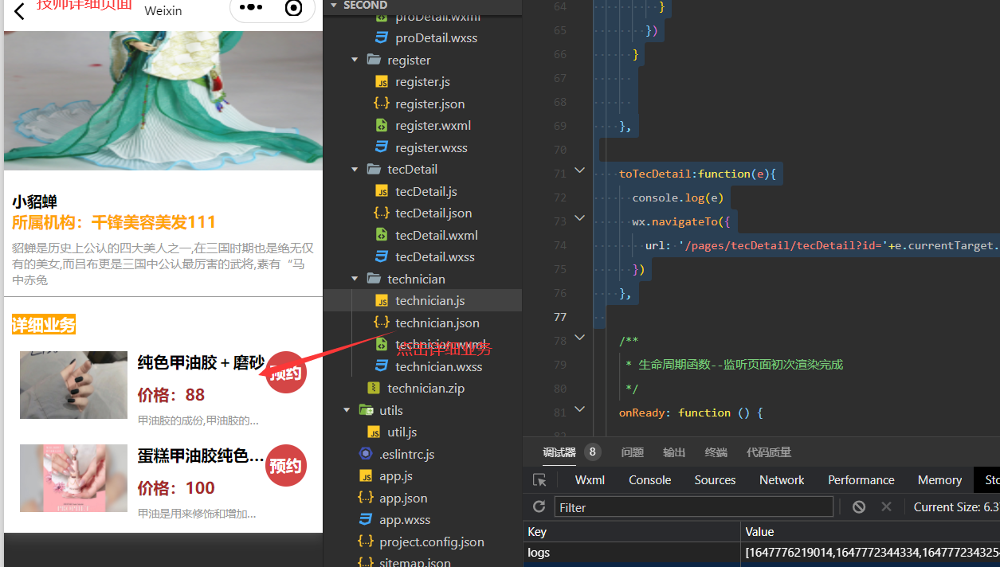 技师详细页面
Weixin
小貂蝉
所属机构：千锋美容美发111
貂蝉是历史上公认的四大美人之一,在三国时期也是绝无仅
有的美女,而吕布更是三国中公认最厉害的武将,素有“马
中赤兔
详细业务
纯色甲油胶＋磨砂
预约
价格：88
甲油胶的成份,甲油胶的...
蛋糕甲油胶纯色...
预约
价格：100
甲油是用来修饰和增加...
SECOND
proDetail.wxml
proDetail.wxss
register
register.js
register.json
register.wxml
register.wxss
tecDetail
tecDetail.js
tecDetail.json
tecDetail.wxml
tecDetail.wxss
technician
technician.js
technician.json
technician.wxml
点击详细业务
technician.wxss
technician.zip
utils
util.js
.eslintrc.js
app.js
app.json
app.wxss
project.config.json
sitemap.json
64 }
65 })
66 }
67
68
69 },
70
71 toTecDetail:function(e){
72 console.log(e)
73 wx.navigateTo({
74 url: '/pages/tecDetail/tecDetail?id='+e.currentTarget.
75 })
76 },
77
78 /**
79 * 生命周期函数--监听页面初次渲染完成
80 */
81 onReady: function () {
82
调试器 8 问题 输出 终端 代码质量
Wxml Console Sources Network Performance Memory Sto
Filter Current Size: 6.3
Key Value
logs [1647776219014,1647772344334,164777234325